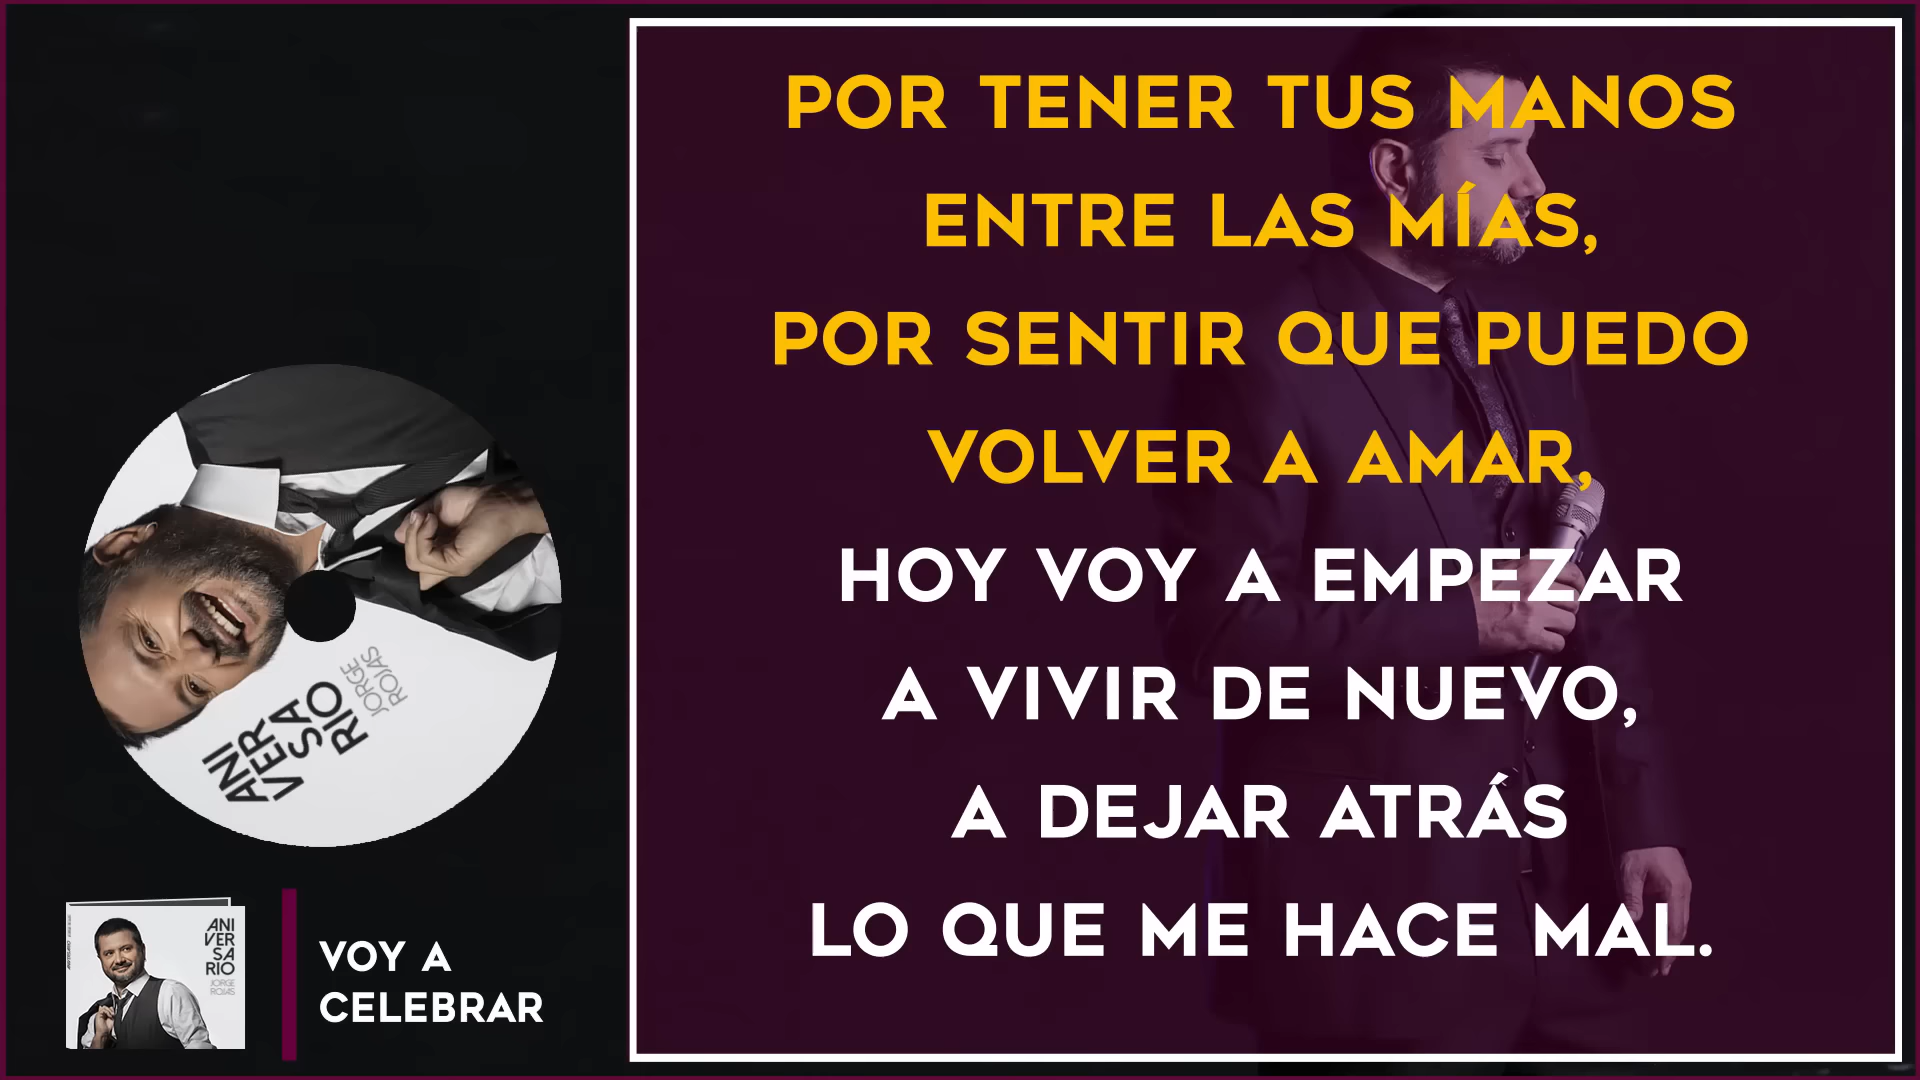 POR TENER TUS MANOS
ENTRE LAS MÍAS,
POR SENTIR QUE PUEDO
VOLVER A AMAR,
HOY VOY A EMPEZAR
A VIVIR DE NUEVO,
A DEJAR ATRÁS
LO QUE ME HACE MAL.
ANI
VER
SA
RIO
JORGE
ROJAS
ANI
VER
SA
RIO
JORGE
ROJAS
VOY A
CELEBRAR